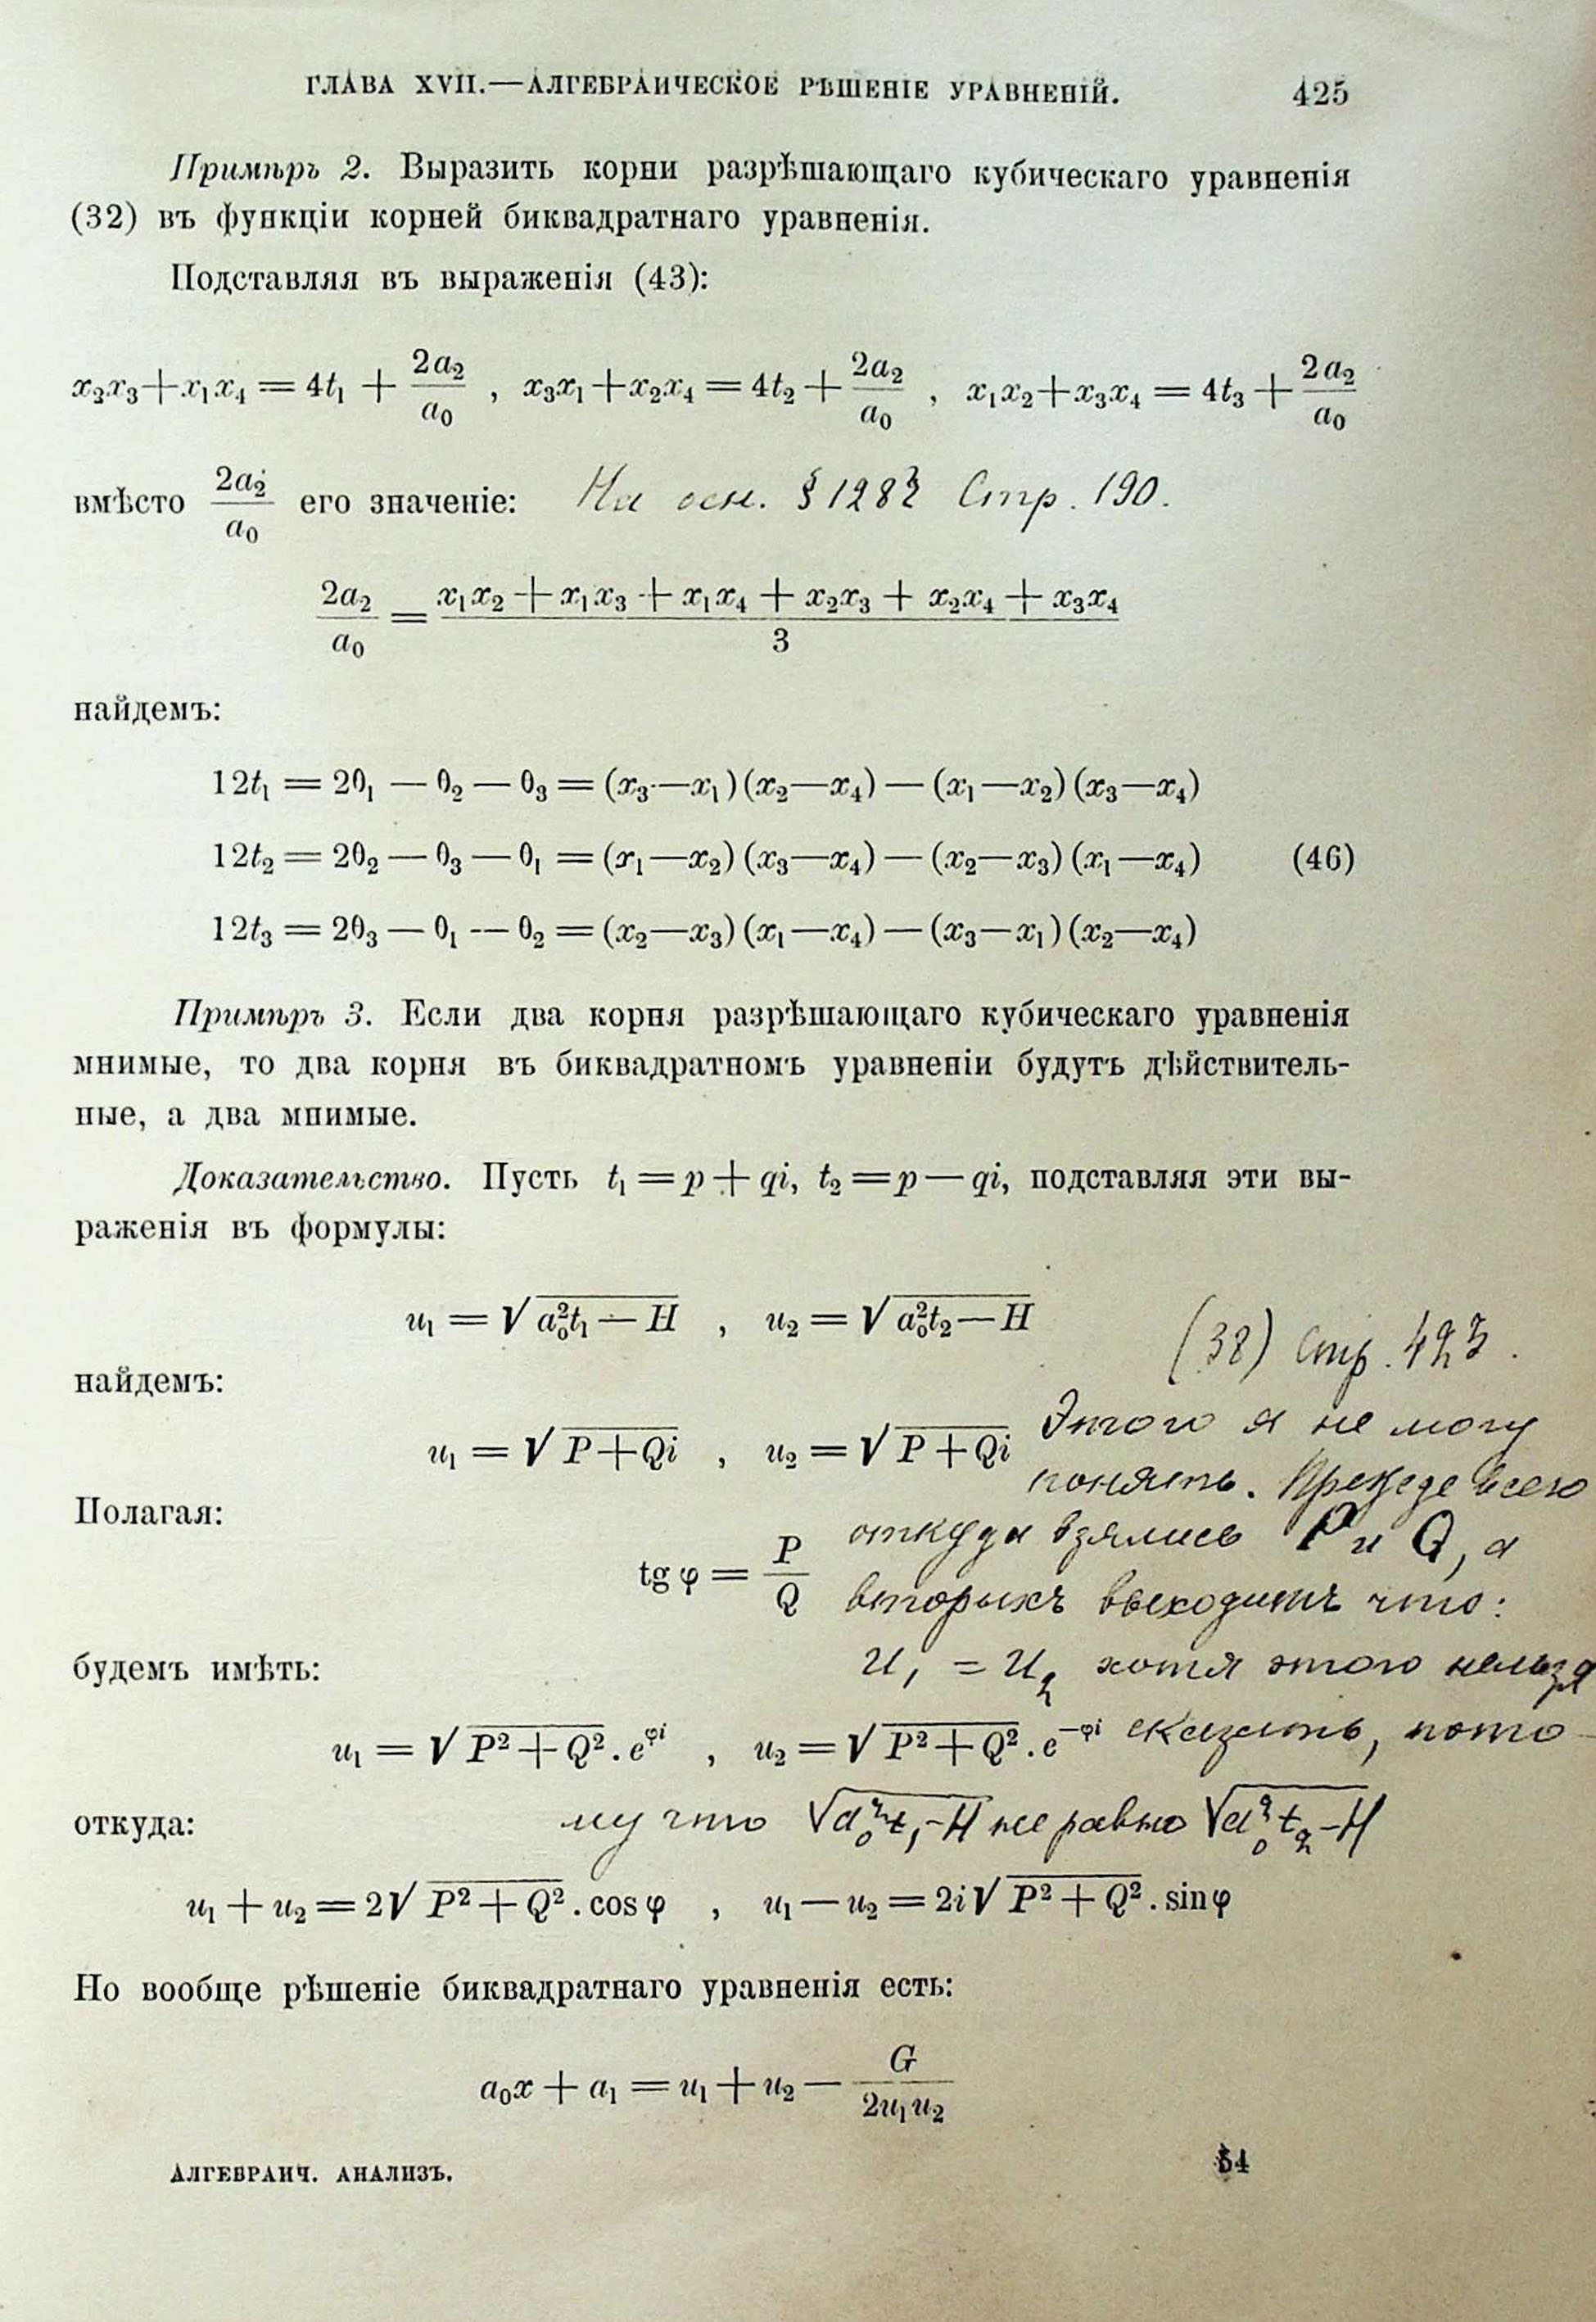 ГЛАВА XVII.—АЛГЕБРАИЧЕСКОЕ РѢШЕНІЕ УРАВНЕНІЙ. 425
Примѣръ 2. Выразить корни разрѣшающаго кубическаго уравненія
(32) въ функціи корней биквадратнаго уравненія.
Подставляя въ выраженія (43):
x₂x₃+x₁x₄ = 4t₁ + 2a₂/a₀ , x₃x₁+x₂x₄ = 4t₂ + 2a₂/a₀ , x₁x₂+x₃x₄ = 4t₃ + 2a₂/a₀
вмѣсто 2a₂/a₀ его значеніе: На осн. § 128² Стр. 190.
2a₂/a₀ = (x₁x₂ + x₁x₃ + x₁x₄ + x₂x₃ + x₂x₄ + x₃x₄)/3
найдемъ:
12t₁ = 2θ₁ — θ₂ — θ₃ = (x₃—x₁)(x₂—x₄) — (x₁—x₂)(x₃—x₄)
12t₂ = 2θ₂ — θ₃ — θ₁ = (x₁—x₂)(x₃—x₄) — (x₂—x₃)(x₁—x₄) (46)
12t₃ = 2θ₃ — θ₁ — θ₂ = (x₂—x₃)(x₁—x₄) — (x₃—x₁)(x₂—x₄)
Примѣръ 3. Если два корня разрѣшающаго кубическаго уравненія
мнимые, то два корня въ биквадратномъ уравненіи будутъ дѣйствитель-
ные, а два мнимые.
Доказательство. Пусть t₁ = p + qi, t₂ = p — qi, подставляя эти вы-
раженія въ формулы:
u₁ = √(a₀²t₁ — H) , u₂ = √(a₀²t₂ — H)
(38) Стр. 423.
найдемъ:
u₁ = √(P+Qi) , u₂ = √(P+Qi) Этого я не могу
понять. Прежде всего
Полагая:
откуда взялись P и Q, а
tg φ = P/Q
вторыхъ выходитъ что:
будемъ имѣть:
u₁ = u₂ хотя этого нельзя
u₁ = √(P² + Q²) . e^φi , u₂ = √(P² + Q²) . e^—φi сказать, пото-
откуда:
му что √(a₀²t₁-H) не равно √(a₀²t₂-H)
u₁ + u₂ = 2√(P² + Q²) . cos φ , u₁ — u₂ = 2i√(P² + Q²) . sin φ
Но вообще рѣшеніе биквадратнаго уравненія есть:
a₀x + a₁ = u₁ + u₂ — G/2u₁u₂
АЛГЕБРАИЧ. АНАЛИЗЪ. 54